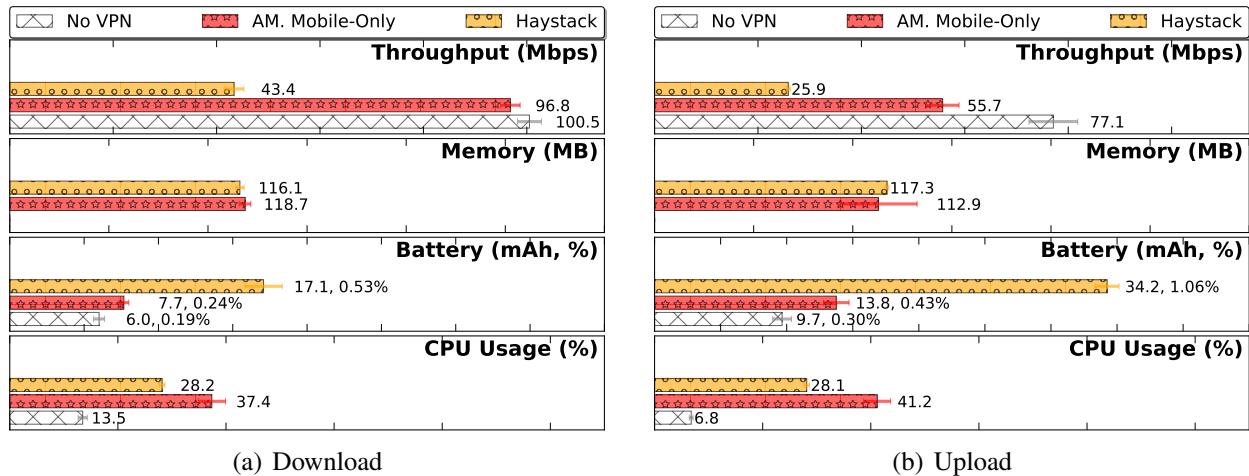 No VPN AM. Mobile-Only Haystack
Throughput (Mbps)
43.4
96.8
100.5
Memory (MB)
116.1
118.7
Battery (mAh, %)
17.1, 0.53%
7.7, 0.24%
6.0, 0.19%
CPU Usage (%)
28.2
37.4
13.5
(a) Download
No VPN AM. Mobile-Only Haystack
Throughput (Mbps)
25.9
55.7
77.1
Memory (MB)
117.3
112.9
Battery (mAh, %)
34.2, 1.06%
13.8, 0.43%
9.7, 0.30%
CPU Usage (%)
28.1
41.2
6.8
(b) Upload